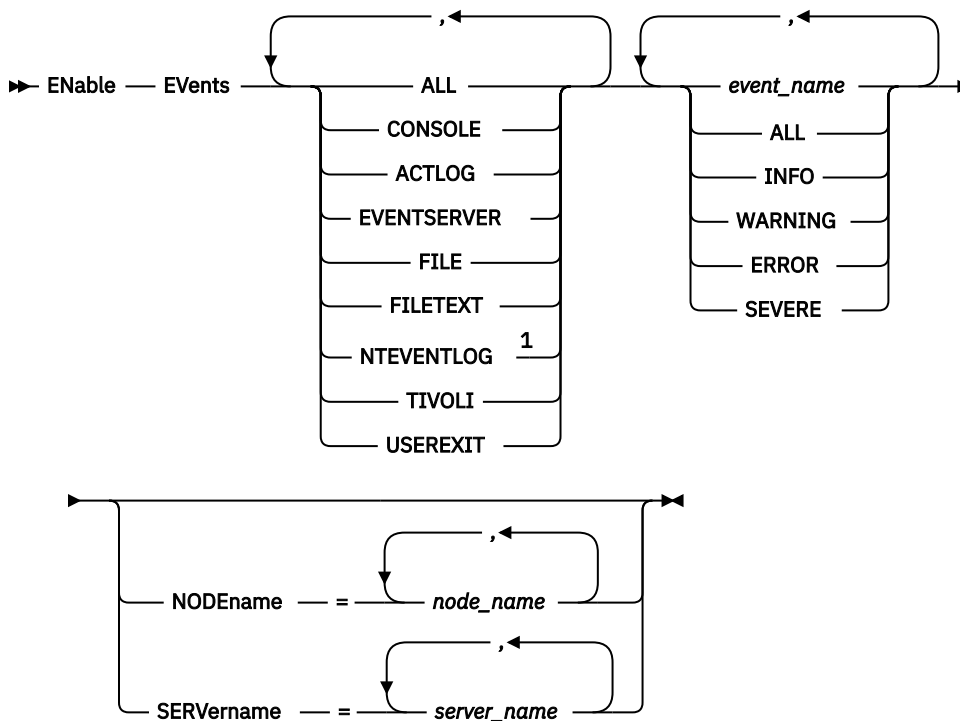 , ,
ENable EVents ALL event_name
CONSOLE ALL
ACTLOG INFO
EVENTSERVER WARNING
FILE ERROR
FILETEXT SEVERE
NTEVENTLOG 1
TIVOLI
USEREXIT
,
NODEname = node_name
,
SERVername = server_name